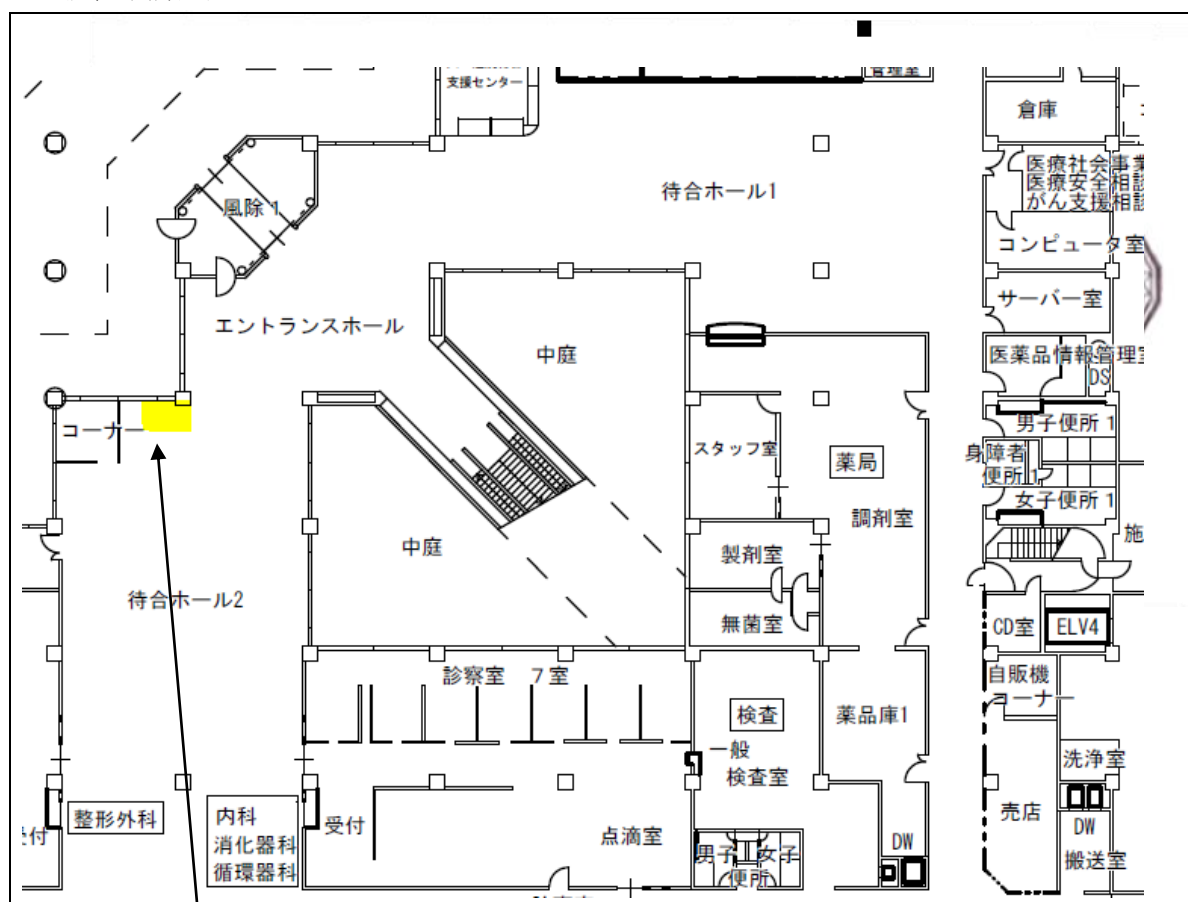 支援センター
管理室
倉庫
待合ホール1
医療社会事業
医療安全相談
がん支援相談
風除1
コンピュータ室
エントランスホール
サーバー室
中庭
医薬品情報管理室
DS
コーナー
男子便所1
スタッフ室
薬局
身障者
便所1
女子便所1
調剤室
施
中庭
製剤室
待合ホール2
無菌室
CD室
ELV4
診察室 7室
自販機
コーナー
検査
薬品庫1
一般
検査室
洗浄室
整形外科
内科
消化器科
循環器科
受付
受付
点滴室
売店
DW
DW
男子
女子
便所
搬送室